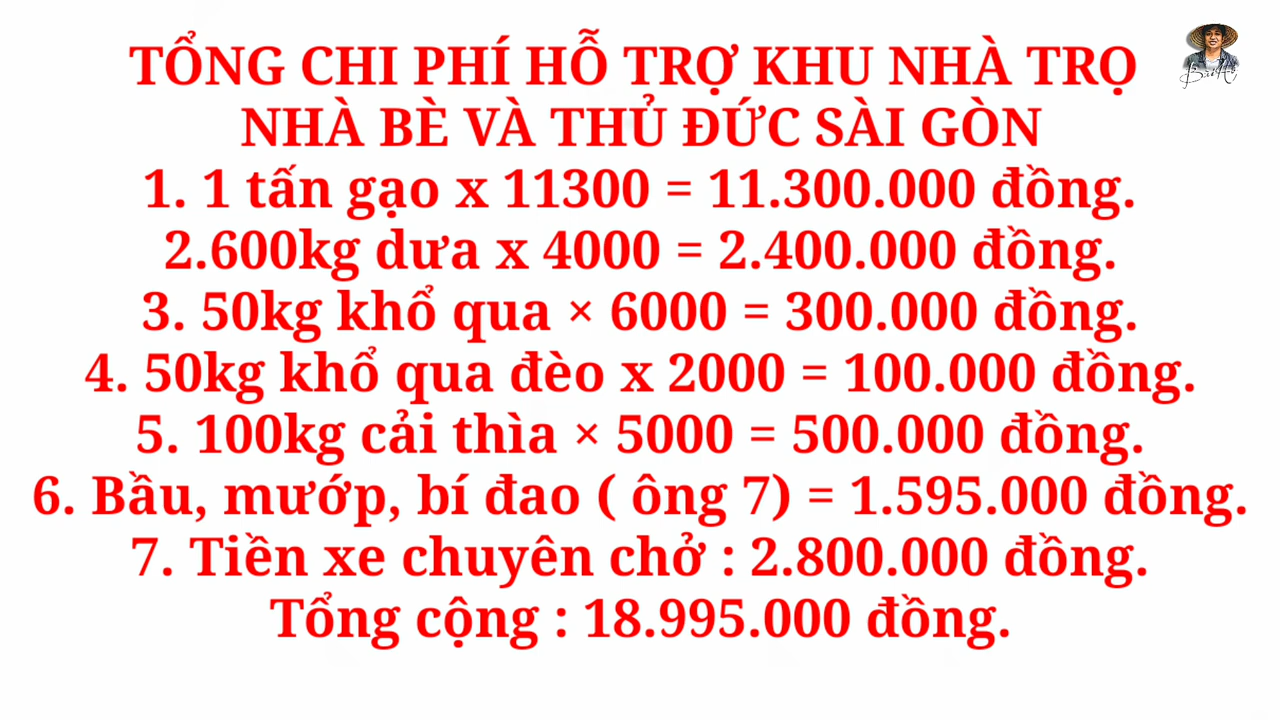 TỔNG CHI PHÍ HỖ TRỢ KHU NHÀ TRỌ
NHÀ BÈ VÀ THỦ ĐỨC SÀI GÒN
1. 1 tấn gạo x 11300 = 11.300.000 đồng.
2.600kg dưa x 4000 = 2.400.000 đồng.
3. 50kg khổ qua × 6000 = 300.000 đồng.
4. 50kg khổ qua đèo x 2000 = 100.000 đồng.
5. 100kg cải thìa × 5000 = 500.000 đồng.
6. Bầu, mướp, bí đao ( ông 7) = 1.595.000 đồng.
7. Tiền xe chuyên chở : 2.800.000 đồng.
Tổng cộng : 18.995.000 đồng.